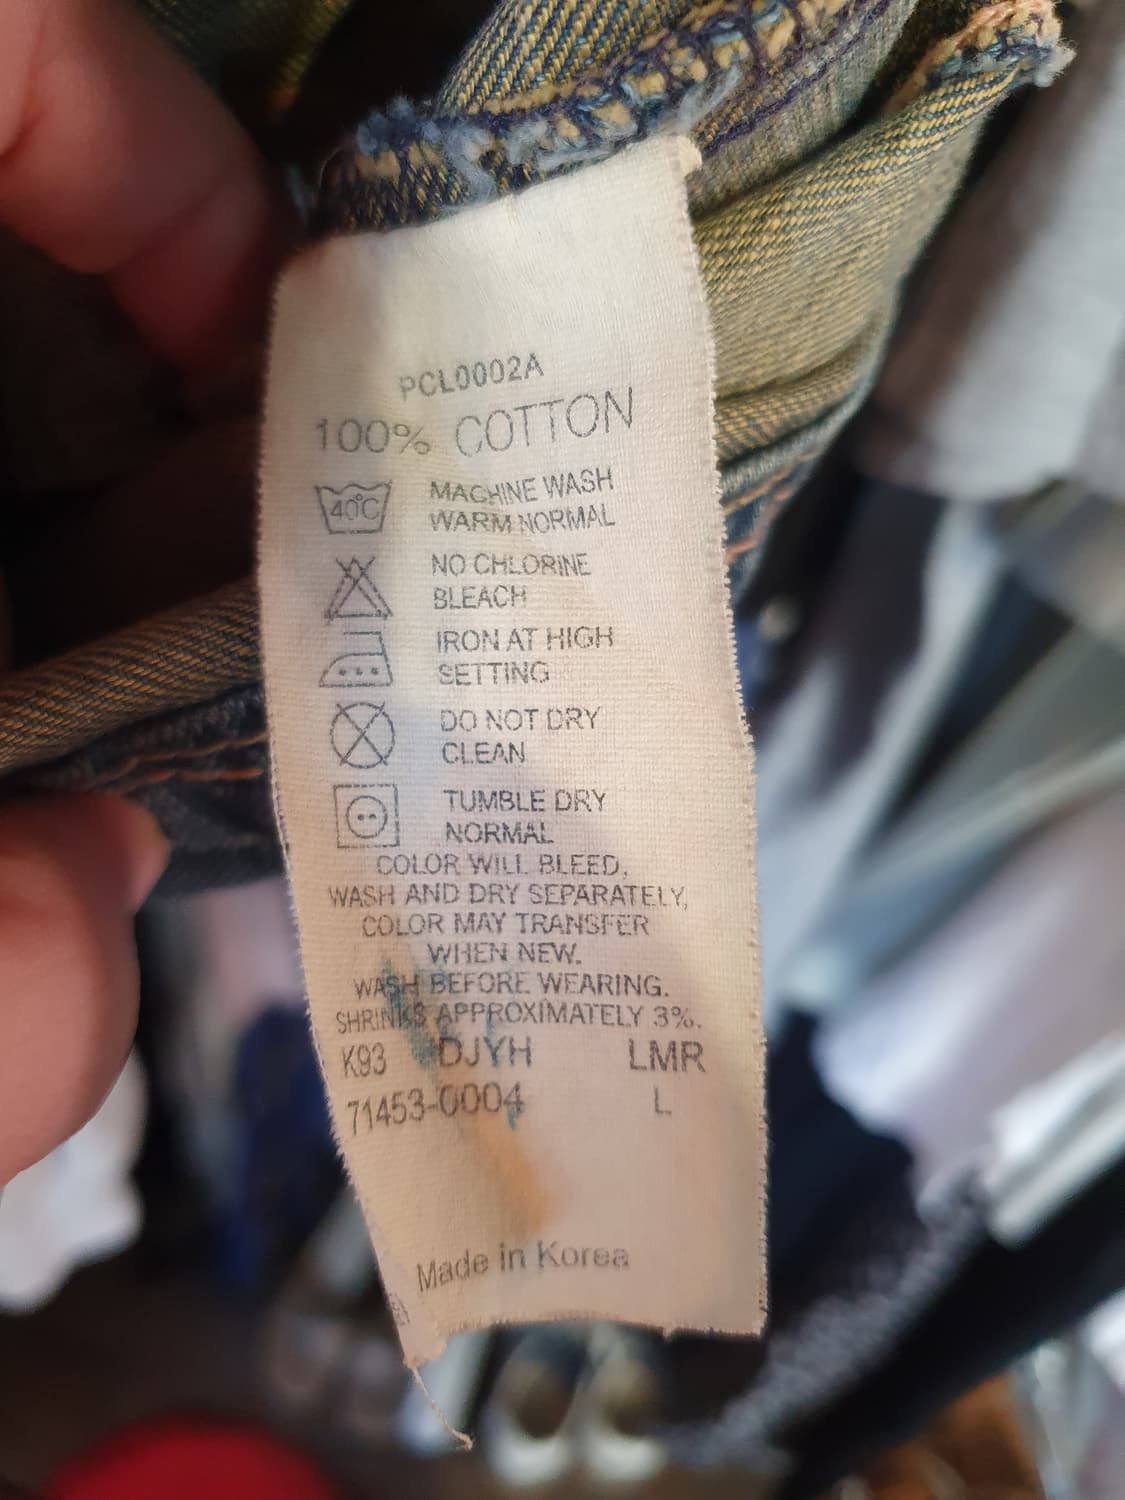 PCL0002A
100% COTTON
40°C
MACHINE WASH
WARM NORMAL
NO CHLORINE
BLEACH
IRON AT HIGH
SETTING
DO NOT DRY
CLEAN
TUMBLE DRY
NORMAL
COLOR WILL BLEED,
WASH AND DRY SEPARATELY,
COLOR MAY TRANSFER
WHEN NEW.
WASH BEFORE WEARING.
SHRINKS APPROXIMATELY 3%.
K93 DJYH LMR
71453-0004 L
Made in Korea